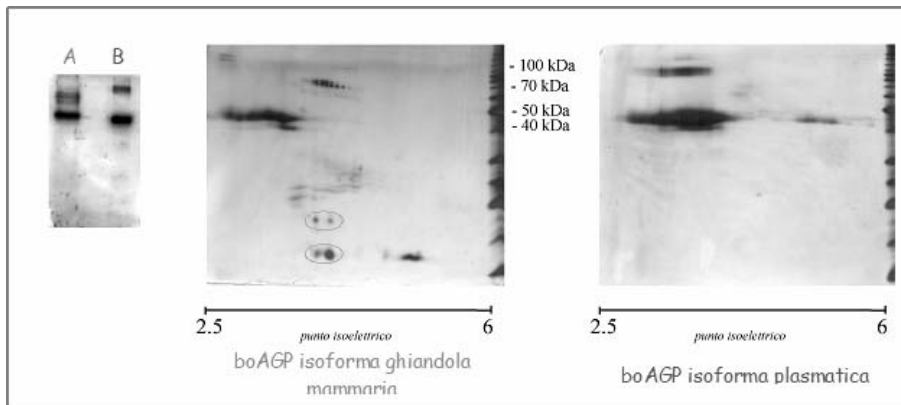 A B
- 100 kDa
- 70 kDa
- 50 kDa
- 40 kDa
2.5 6
punto isoelettrico
boAGP isoforma ghiandola
mammaria
2.5 6
punto isoelettrico
boAGP isoforma plasmatica